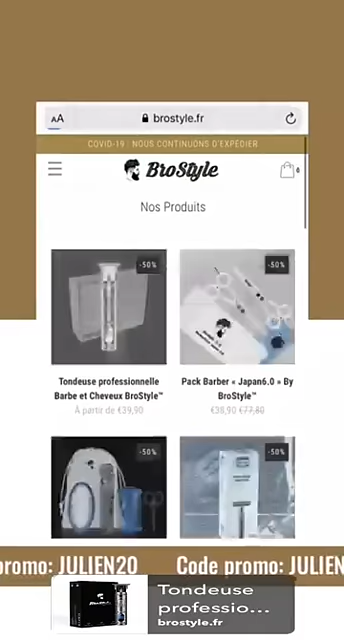 AA brostyle.fr
COVID-19 : NOUS CONTINUONS D'EXPÉDIER
BroStyle
0
Nos Produits
-50%
-50%
Tondeuse professionnelle
Barbe et Cheveux BroStyle™
À partir de €39,90
Pack Barber « Japan6.0 » By
BroStyle™
€38,90 €77,80
-50%
-50%
promo: JULIEN20 Code promo: JULIEN
Tondeuse
professio...
brostyle.fr